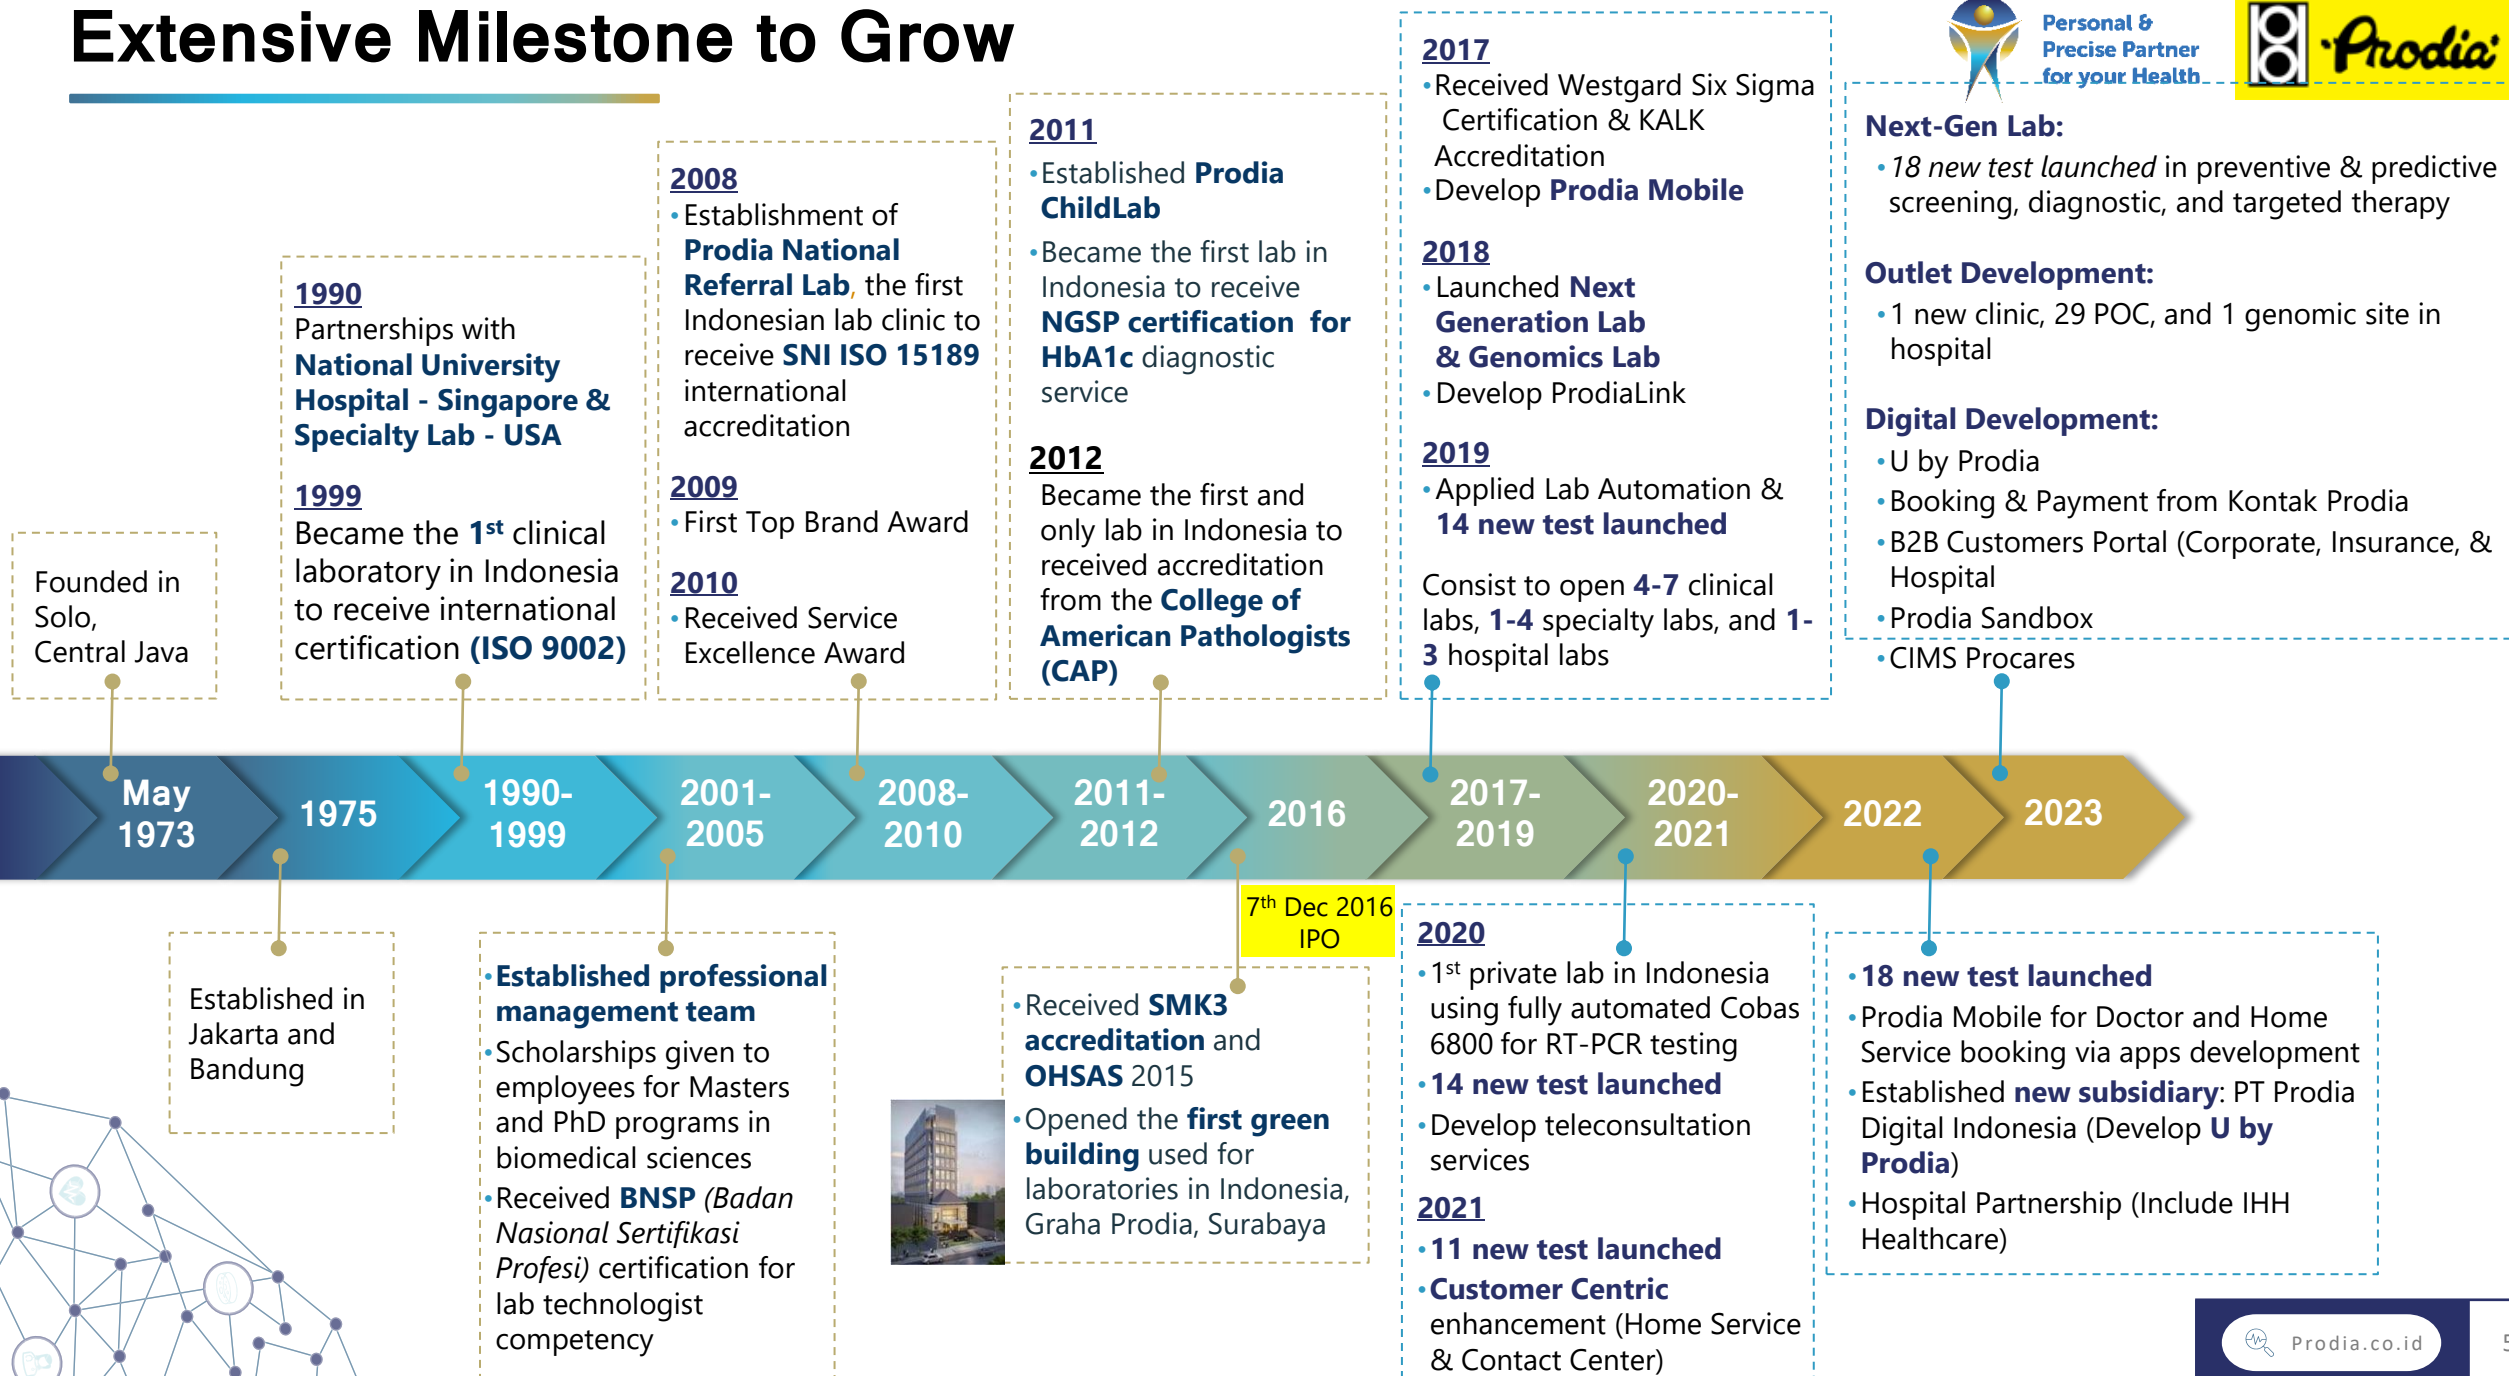 Extensive Milestone to Grow
Personal &
Precise Partner
for your Health
Prodia
Founded in
Solo,
Central Java
1990
Partnerships with
National University
Hospital - Singapore &
Specialty Lab - USA
1999
Became the 1st clinical
laboratory in Indonesia
to receive international
certification (ISO 9002)
2008
•Establishment of
Prodia National
Referral Lab, the first
Indonesian lab clinic to
receive SNI ISO 15189
international
accreditation
2009
•First Top Brand Award
2010
•Received Service
Excellence Award
2011
•Established Prodia
ChildLab
•Became the first lab in
Indonesia to receive
NGSP certification for
HbA1c diagnostic
service
2012
Became the first and
only lab in Indonesia to
received accreditation
from the College of
American Pathologists
(CAP)
2017
•Received Westgard Six Sigma
Certification & KALK
Accreditation
•Develop Prodia Mobile
2018
•Launched Next
Generation Lab
& Genomics Lab
•Develop ProdiaLink
2019
•Applied Lab Automation &
14 new test launched
Consist to open 4-7 clinical
labs, 1-4 specialty labs, and 1-
3 hospital labs
Next-Gen Lab:
•18 new test launched in preventive & predictive
screening, diagnostic, and targeted therapy
Outlet Development:
•1 new clinic, 29 POC, and 1 genomic site in
hospital
Digital Development:
•U by Prodia
•Booking & Payment from Kontak Prodia
•B2B Customers Portal (Corporate, Insurance, &
Hospital
•Prodia Sandbox
•CIMS Procares
May
1973
1975
1990-
1999
2001-
2005
2008-
2010
2011-
2012
2016
2017-
2019
2020-
2021
2022
2023
Established in
Jakarta and
Bandung
•Established professional
management team
•Scholarships given to
employees for Masters
and PhD programs in
biomedical sciences
•Received BNSP (Badan
Nasional Sertifikasi
Profesi) certification for
lab technologist
competency
7th Dec 2016
IPO
•Received SMK3
accreditation and
OHSAS 2015
•Opened the first green
building used for
laboratories in Indonesia,
Graha Prodia, Surabaya
2020
•1st private lab in Indonesia
using fully automated Cobas
6800 for RT-PCR testing
•14 new test launched
•Develop teleconsultation
services
2021
•11 new test launched
•Customer Centric
enhancement (Home Service
& Contact Center)
•18 new test launched
•Prodia Mobile for Doctor and Home
Service booking via apps development
•Established new subsidiary: PT Prodia
Digital Indonesia (Develop U by
Prodia)
•Hospital Partnership (Include IHH
Healthcare)
Prodia.co.id
5